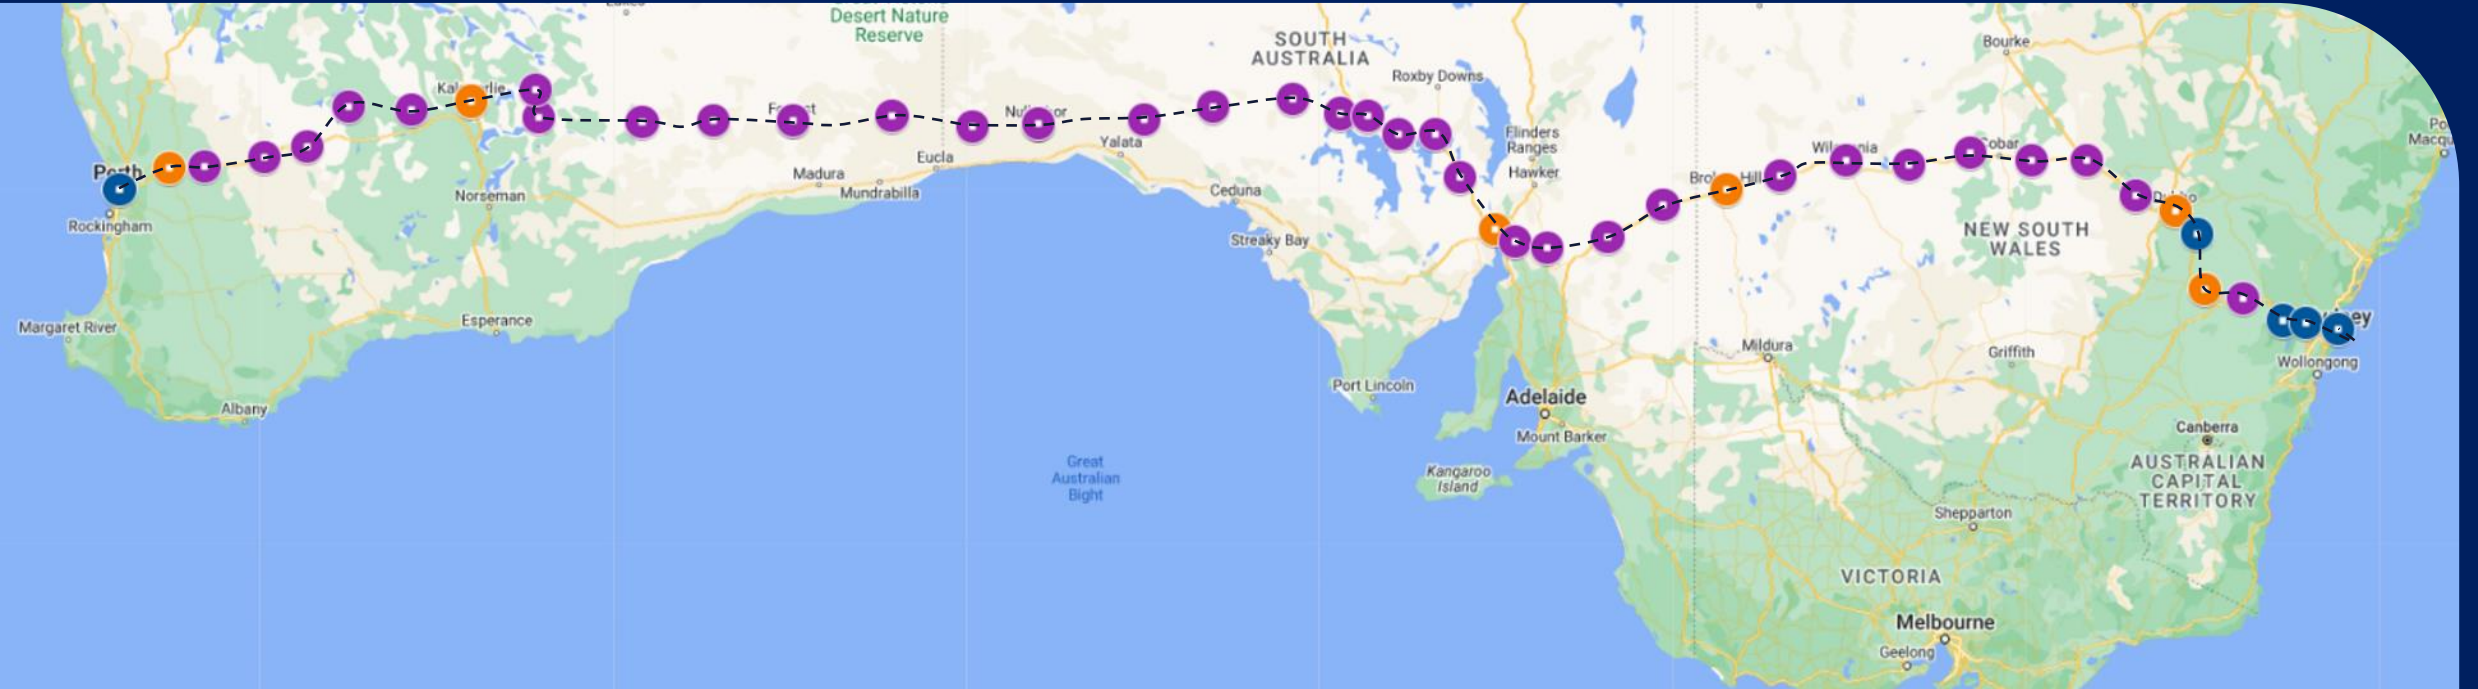 Desert Nature
Reserve
SOUTH
AUSTRALIA
Bourke
Roxby Downs
Yalata
Flinders
Ranges
Hawker
Eucla
Madura
Mundrabilla
Norseman
Ceduna
Perth
Rockingham
Streaky Bay
NEW SOUTH
WALES
Margaret River
Esperance
Mildura
Griffith
Wollongong
Port Lincoln
Albany
Adelaide
Mount Barker
Canberra
AUSTRALIAN
CAPITAL
TERRITORY
Great
Australian
Bight
Kangaroo
Island
Shepparton
VICTORIA
Melbourne
Geelong